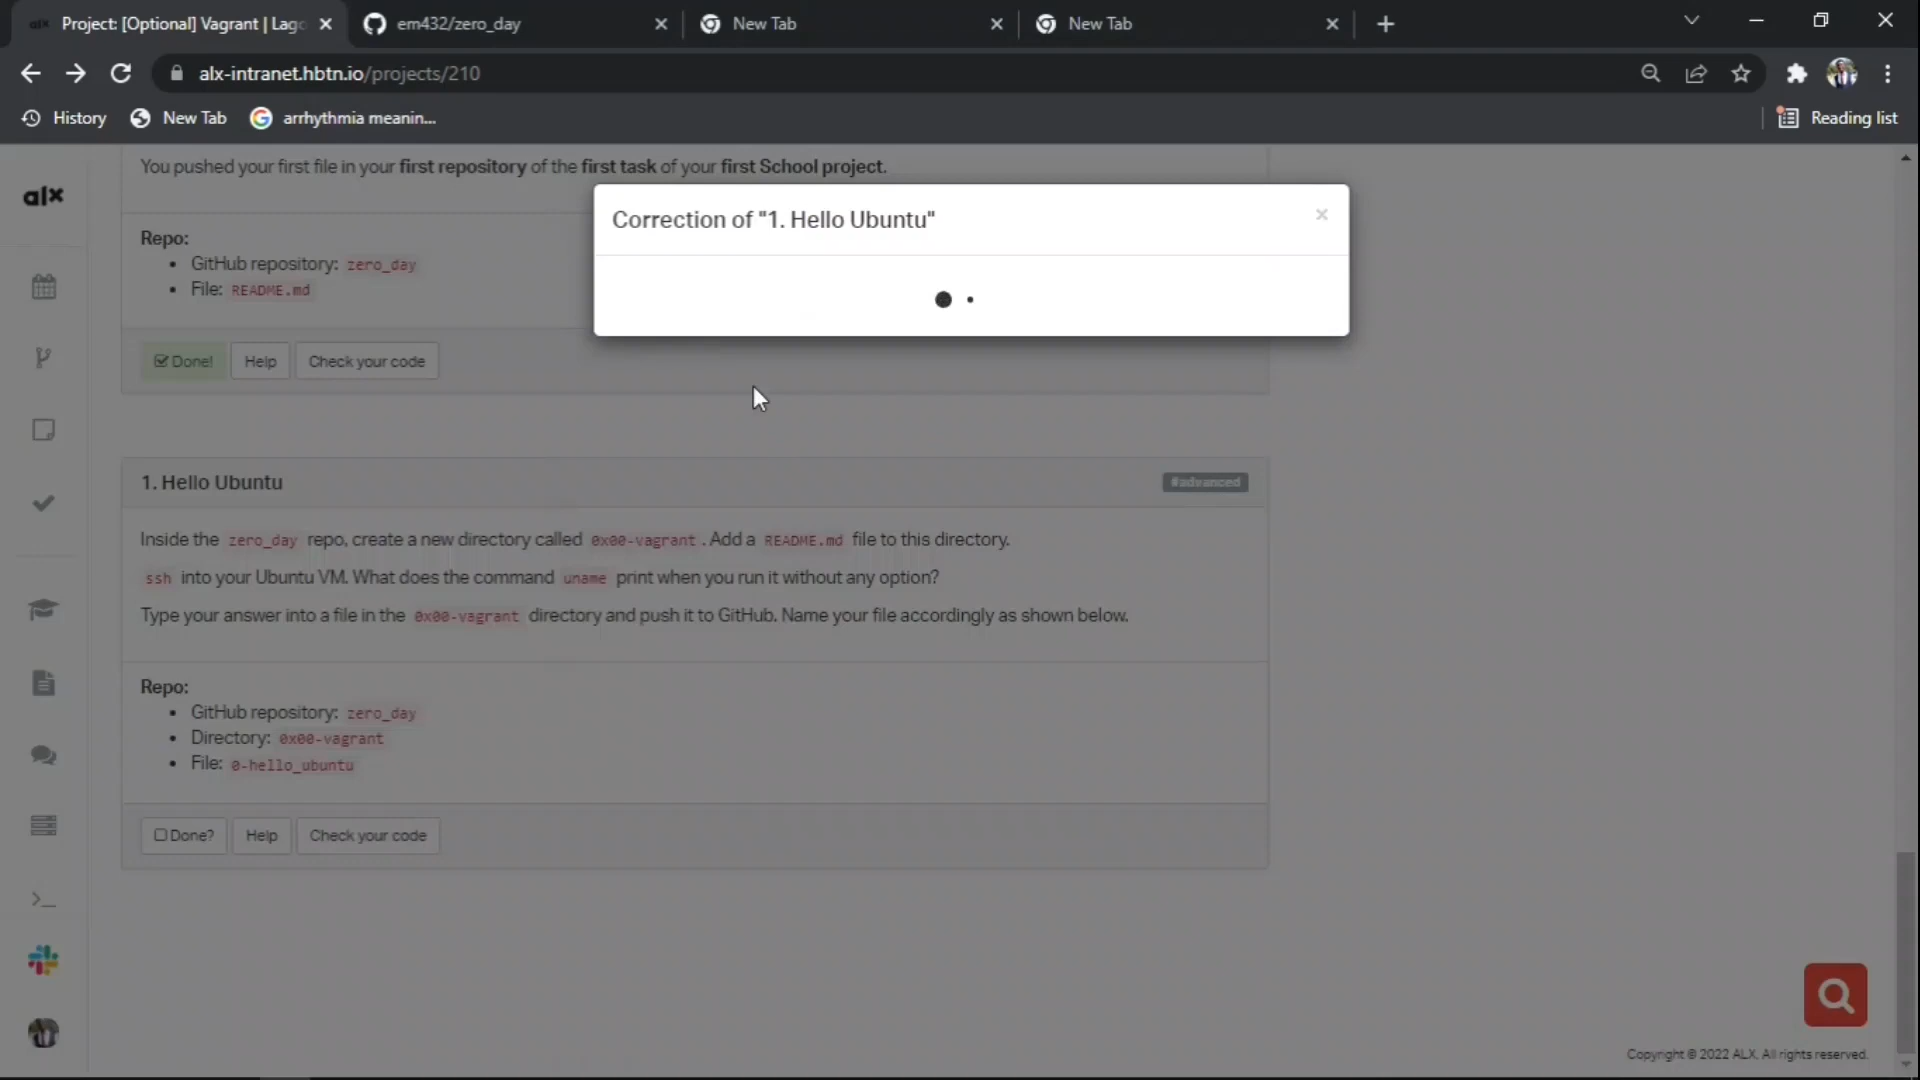 Project: [Optional] Vagrant | Lago
em432/zero_day
New Tab
New Tab
alx-intranet.hbtn.io/projects/210
History
New Tab
arrhythmia meanin...
Reading list
alx
You pushed your first file in your first repository of the first task of your first School project.
Correction of "1. Hello Ubuntu"
Repo:
GitHub repository: zero_day
File: README.md
Done!
Help
Check your code
1. Hello Ubuntu
#advanced
Inside the zero_day repo, create a new directory called 0x00-vagrant. Add a README.md file to this directory.
ssh into your Ubuntu VM. What does the command uname print when you run it without any option?
Type your answer into a file in the 0x00-vagrant directory and push it to GitHub. Name your file accordingly as shown below.
Repo:
GitHub repository: zero_day
Directory: 0x00-vagrant
File: 0-hello_ubuntu
Done?
Help
Check your code
Copyright © 2022 ALX, All rights reserved.